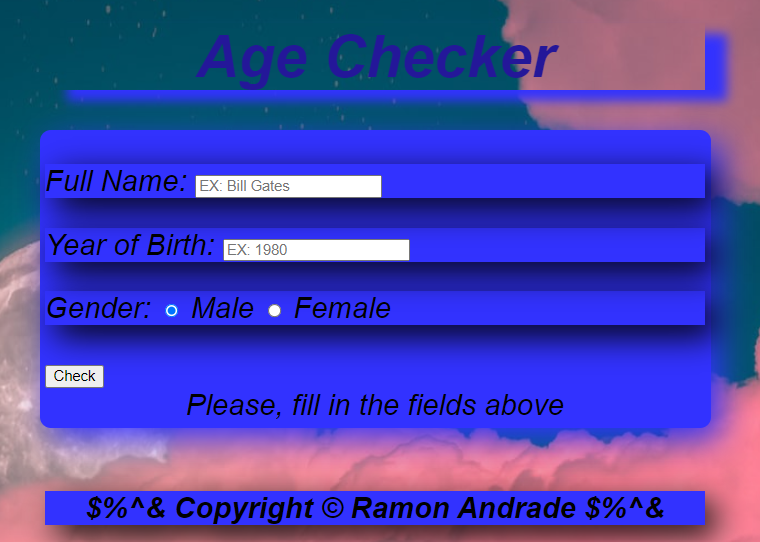 Age Checker
Full Name: EX: Bill Gates
Year of Birth: EX: 1980
Gender: Male Female
Check
Please, fill in the fields above
$%^& Copyright © Ramon Andrade $%^&